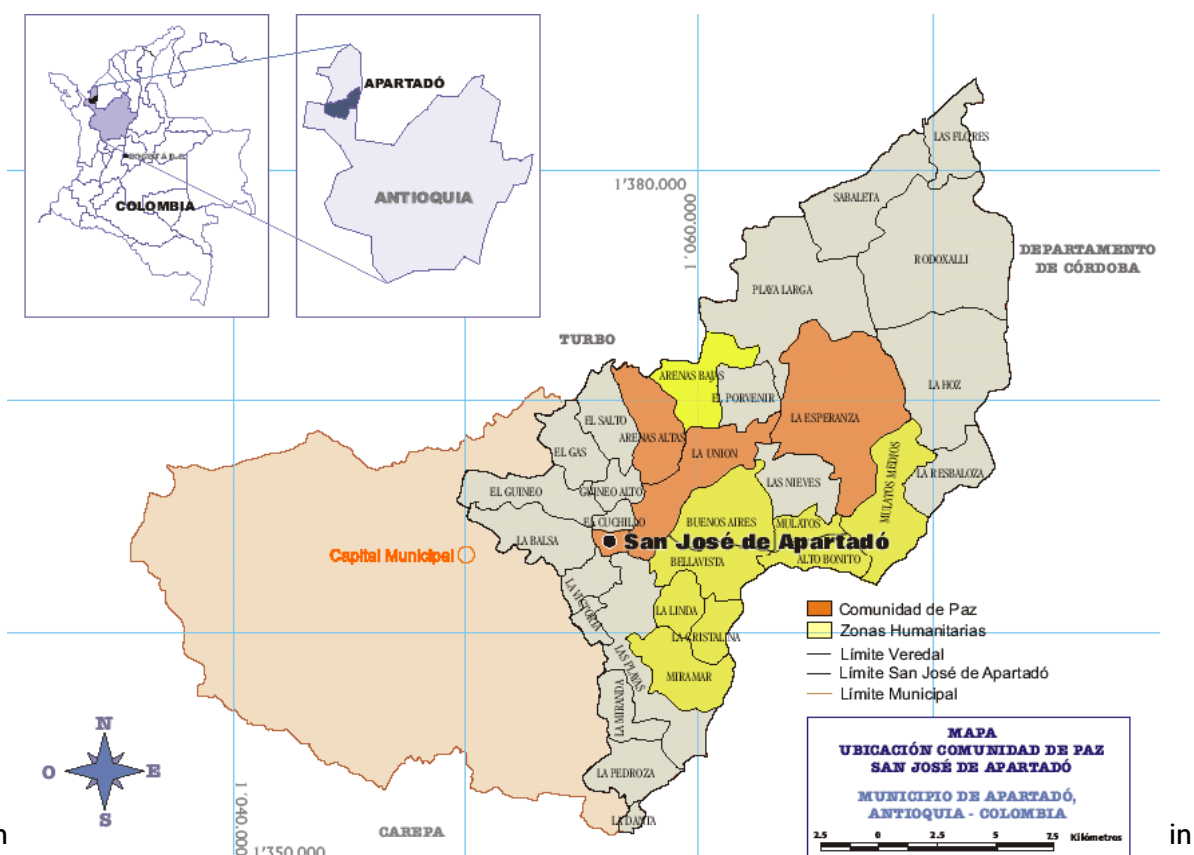 APARTADÓ
BOGOTÁ D.C.
ANTIOQUIA
COLOMBIA
1'380.000
1'060.000
LAS FLORES
SABALETA
DEPARTAMENTO
DE CÓRDOBA
RODOXALLI
PLAYA LARGA
TURBO
ARENAS BAJAS
EL PORVENIR
LA HOZ
EL SALTO
ARENAS ALTAS
LA ESPERANZA
EL GAS
LA UNION
MULATOS MEDIOS
LA RESBALOZA
LAS NIEVES
EL GUINEO
GUINEO ALTO
EL CUCHILLO
BUENOS AIRES
MULATOS
LA BALSA
San José de Apartadó
Capital Municipal
BELLAVISTA
ALTO BONITO
LA VICTORIA
LA LINDA
LA CRISTALINA
LAS PLAYAS
MIRAMAR
LA MIRANDA
LA PEDROZA
LA DANTA
Comunidad de Paz
Zonas Humanitarias
Límite Veredal
Límite San José de Apartadó
Límite Municipal
N
O
E
S
MAPA
UBICACIÓN COMUNIDAD DE PAZ
SAN JOSÉ DE APARTADÓ
MUNICIPIO DE APARTADÓ,
ANTIOQUIA - COLOMBIA
2.5 0 2.5 5 7.5 Kilómetros
1'040.000
1'350.000
CAREPA
in